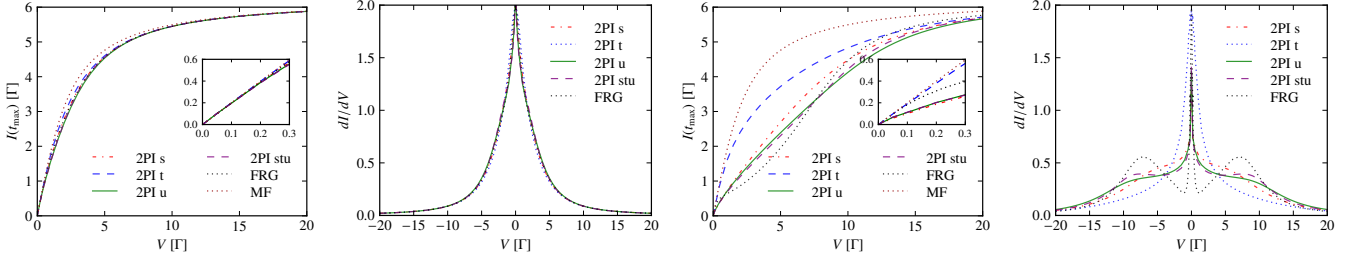 I(t_max) [Γ]
6
5
4
3
2
1
0
0.6
0.4
0.2
0.0
0.0 0.1 0.2 0.3
2PI s
2PI t
2PI u
2PI stu
FRG
MF
0 5 10 15 20
V [Γ]
dI/dV
2.0
1.5
1.0
0.5
0.0
2PI s
2PI t
2PI u
2PI stu
FRG
−20 −15 −10 −5 0 5 10 15 20
V [Γ]
I(t_max) [Γ]
6
5
4
3
2
1
0
0.6
0.4
0.2
0.0
0.0 0.1 0.2 0.3
2PI s
2PI t
2PI u
2PI stu
FRG
MF
0 5 10 15 20
V [Γ]
dI/dV
2.0
1.5
1.0
0.5
0.0
2PI s
2PI t
2PI u
2PI stu
FRG
−20 −15 −10 −5 0 5 10 15 20
V [Γ]